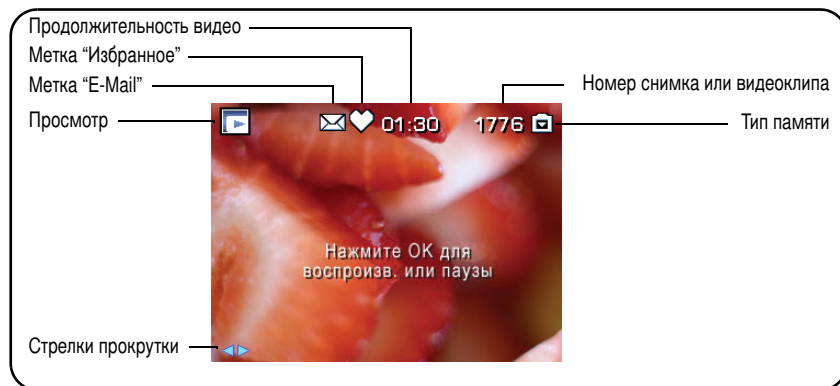 Продолжительность видео
Метка “Избранное”
Метка “E-Mail”
Номер снимка или видеоклипа
Просмотр
Тип памяти
01:30
1776
Нажмите OK для
воспроизв. или паузы
Стрелки прокрутки